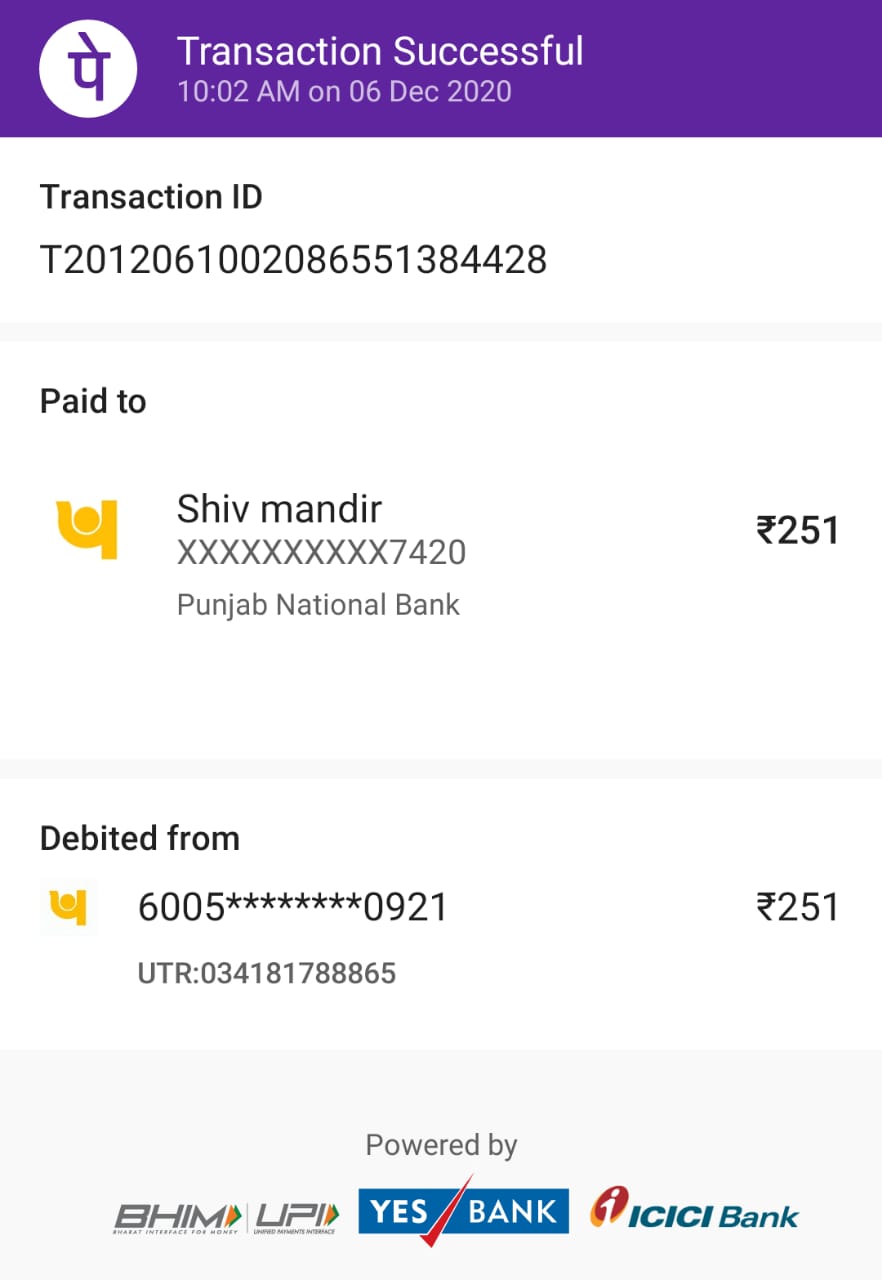 पे
Transaction Successful
10:02 AM on 06 Dec 2020
Transaction ID
T2012061002086551384428
Paid to
Shiv mandir
₹251
XXXXXXXXXX7420
Punjab National Bank
Debited from
6005********0921
₹251
UTR:034181788865
Powered by
BHIM
BHARAT INTERFACE FOR MONEY
UPI
UNIFIED PAYMENTS INTERFACE
YES BANK
ICICI Bank